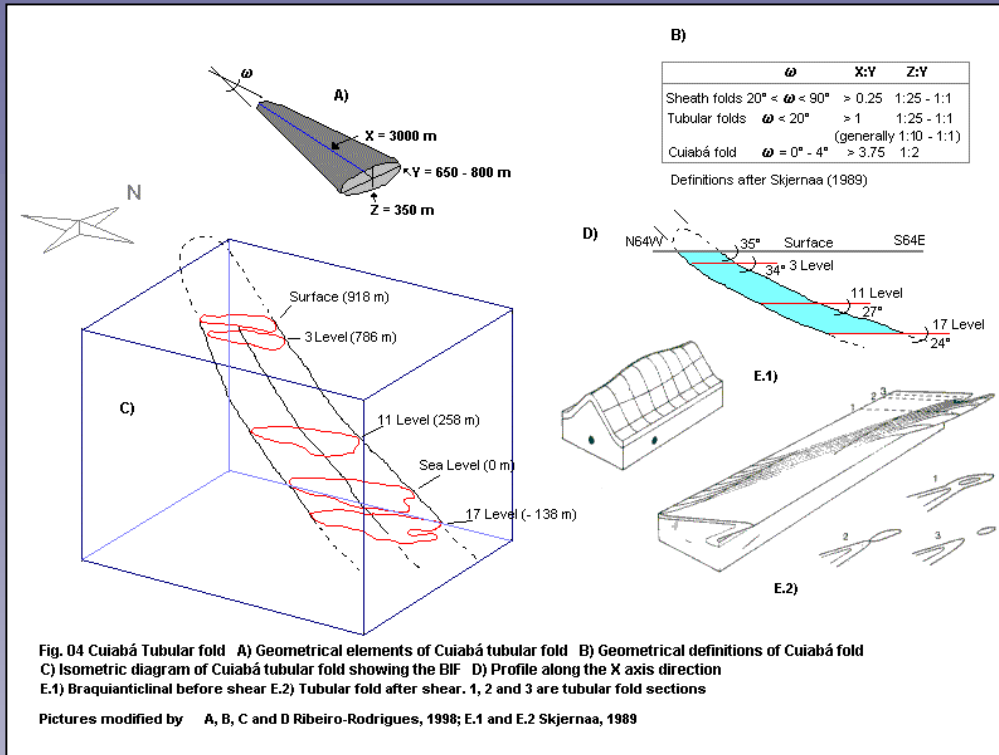 A)
ω
X = 3000 m
Y = 650 - 800 m
Z = 350 m
B)
ω X:Y Z:Y
Sheath folds 20° < ω < 90° > 0.25 1:25 - 1:1
Tubular folds ω < 20° > 1 1:25 - 1:1
(generally 1:10 - 1:1)
Cuiabá fold ω = 0° - 4° > 3.75 1:2
Definitions after Skjernaa (1989)
N
C)
Surface (918 m)
3 Level (786 m)
11 Level (258 m)
Sea Level (0 m)
17 Level (- 138 m)
D)
N64W Surface S64E
35°
3 Level
34°
11 Level
27°
17 Level
24°
E.1)
3
2
1
1
2
3
E.2)
Fig. 04 Cuiabá Tubular fold A) Geometrical elements of Cuiabá tubular fold B) Geometrical definitions of Cuiabá fold
C) Isometric diagram of Cuiabá tubular fold showing the BIF D) Profile along the X axis direction
E.1) Braquianticlinal before shear E.2) Tubular fold after shear. 1, 2 and 3 are tubular fold sections
Pictures modified by A, B, C and D Ribeiro-Rodrigues, 1998; E.1 and E.2 Skjernaa, 1989